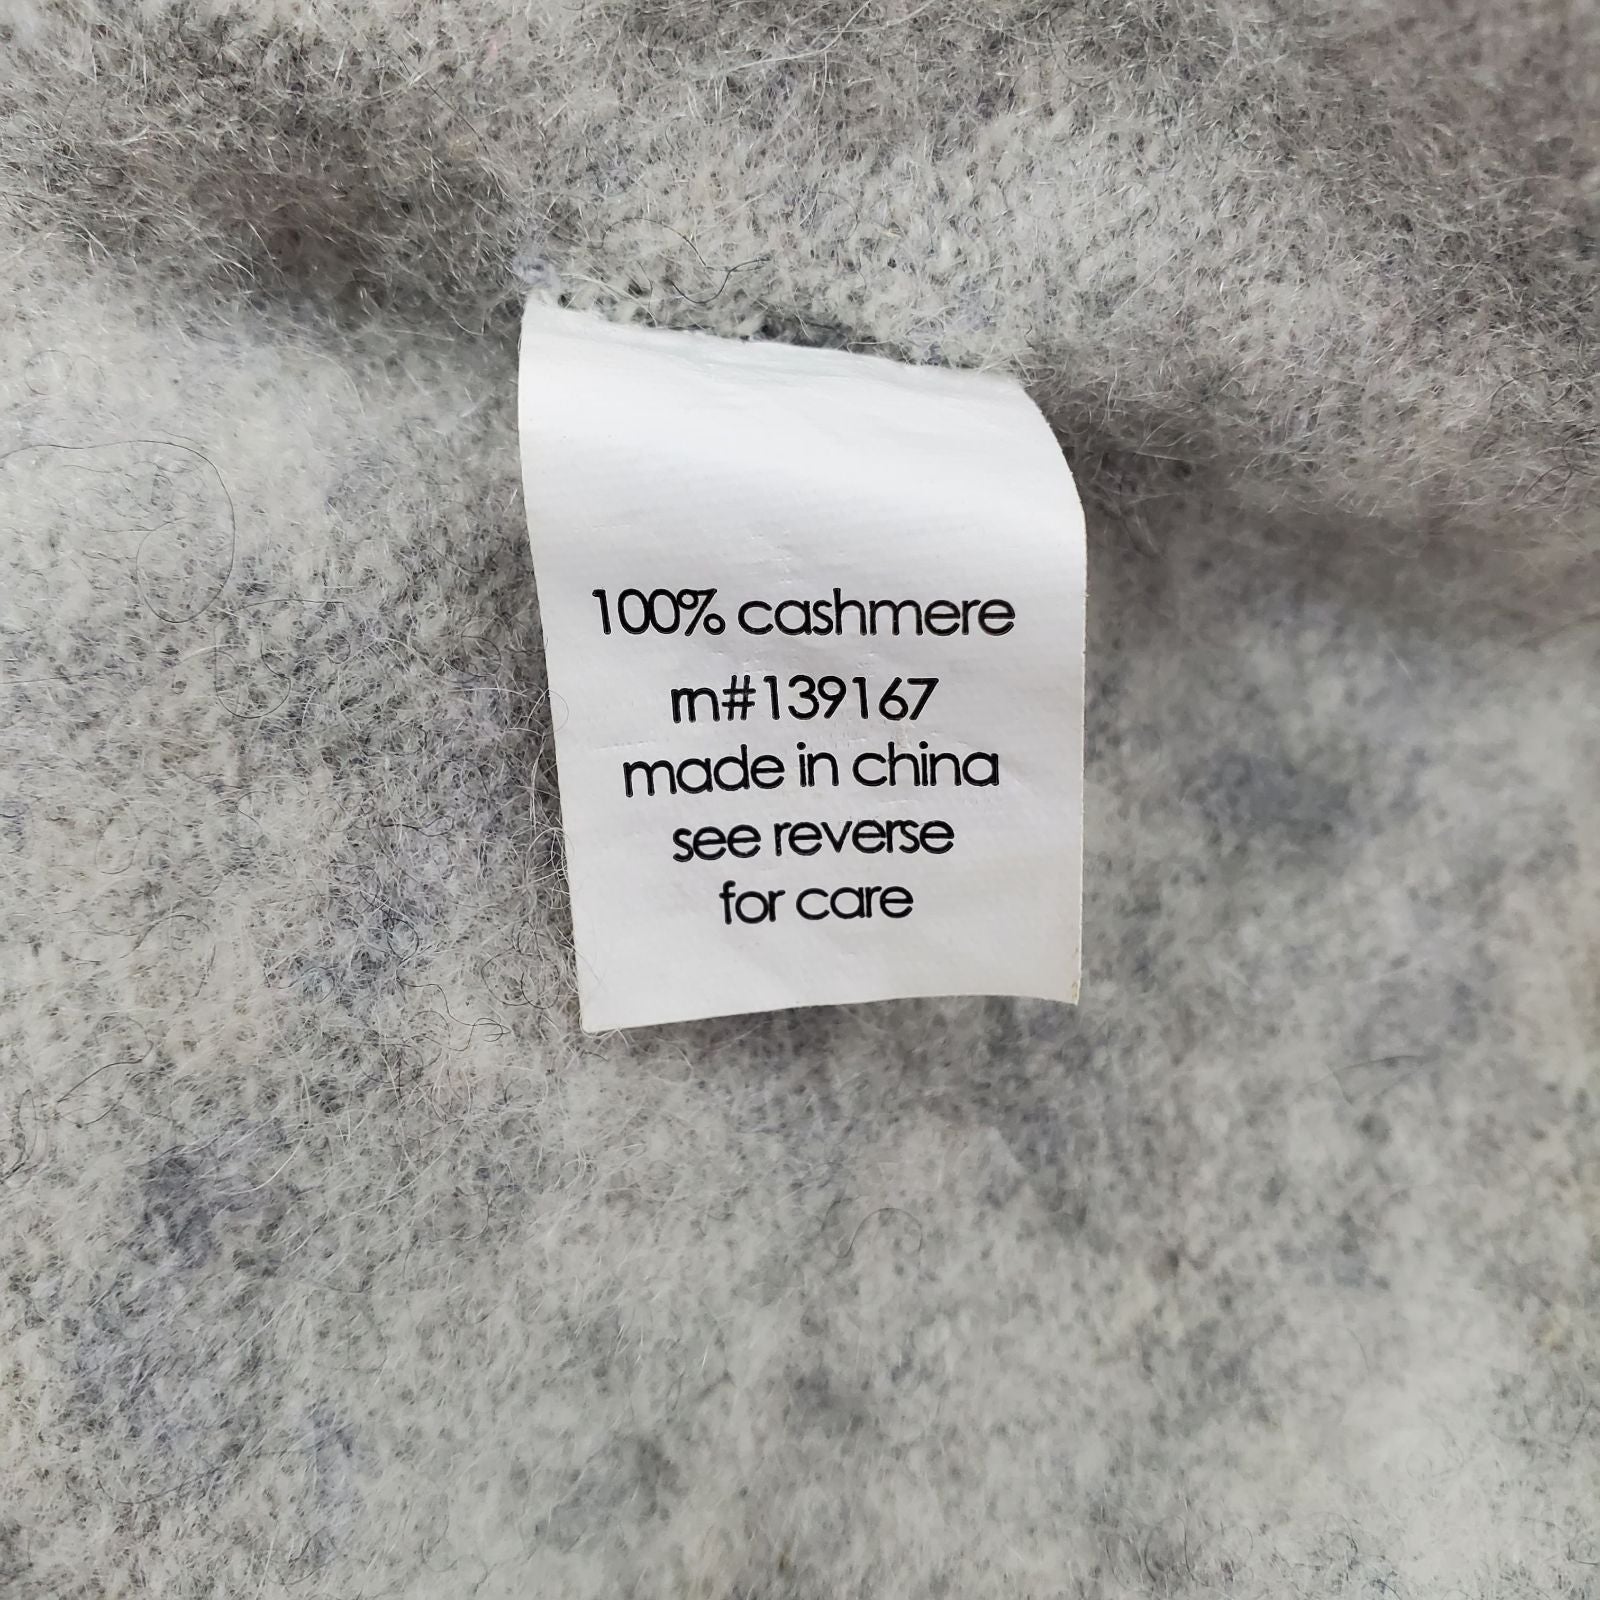 100% cashmere
m#139167
made in china
see reverse
for care